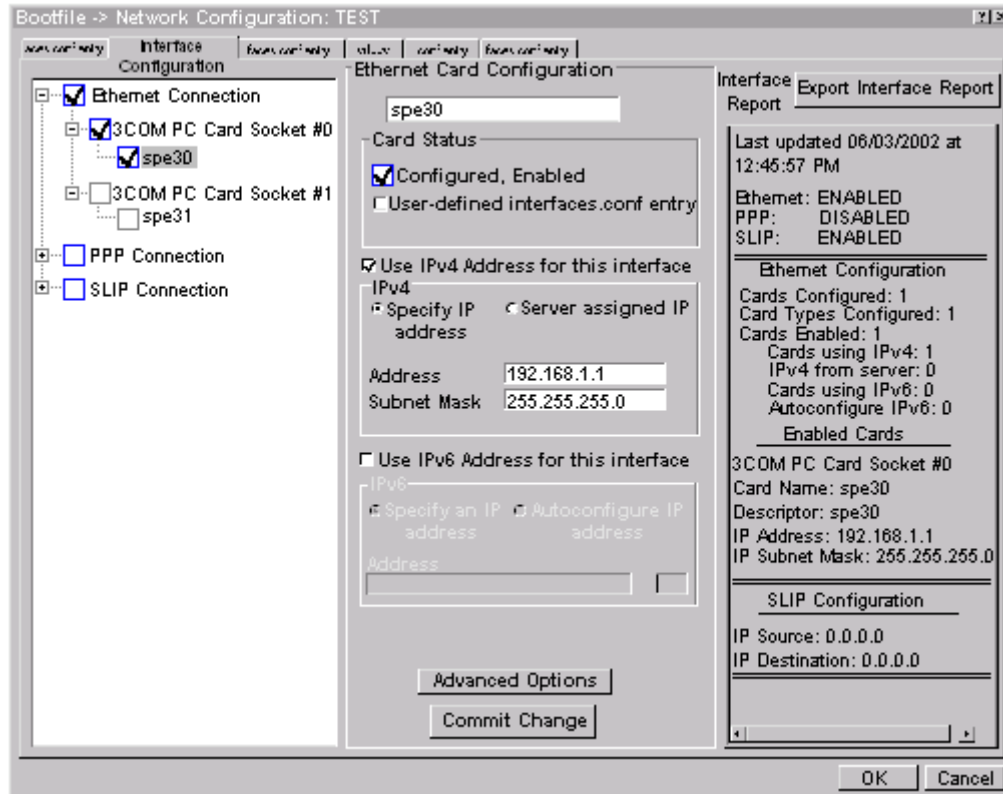 Bootfile -> Network Configuration: TEST
Interface
Configuration
Ethernet Connection
3COM PC Card Socket #0
spe30
3COM PC Card Socket #1
spe31
PPP Connection
SLIP Connection
Ethernet Card Configuration
spe30
Card Status
Configured, Enabled
User-defined interfaces.conf entry
Use IPv4 Address for this interface
IPv4
Specify IP
address
Server assigned IP
Address
192.168.1.1
Subnet Mask
255.255.255.0
Use IPv6 Address for this interface
IPv6
Specify an IP
address
Autoconfigure IP
address
Address
Advanced Options
Commit Change
Interface
Report
Export Interface Report
Last updated 06/03/2002 at
12:45:57 PM
Ethernet: ENABLED
PPP: DISABLED
SLIP: ENABLED
Ethernet Configuration
Cards Configured: 1
Card Types Configured: 1
Cards Enabled: 1
Cards using IPv4: 1
IPv4 from server: 0
Cards using IPv6: 0
Autoconfigure IPv6: 0
Enabled Cards
3COM PC Card Socket #0
Card Name: spe30
Descriptor: spe30
IP Address: 192.168.1.1
IP Subnet Mask: 255.255.255.0
SLIP Configuration
IP Source: 0.0.0.0
IP Destination: 0.0.0.0
OK
Cancel